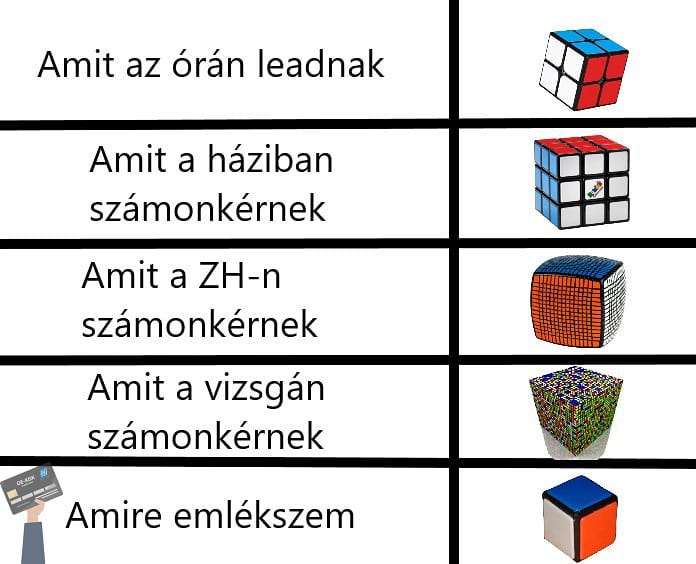 Amit az órán leadnak
Amit a háziban
számonkérnek
Amit a ZH-n
számonkérnek
Amit a vizsgán
számonkérnek
Amire emlékszem